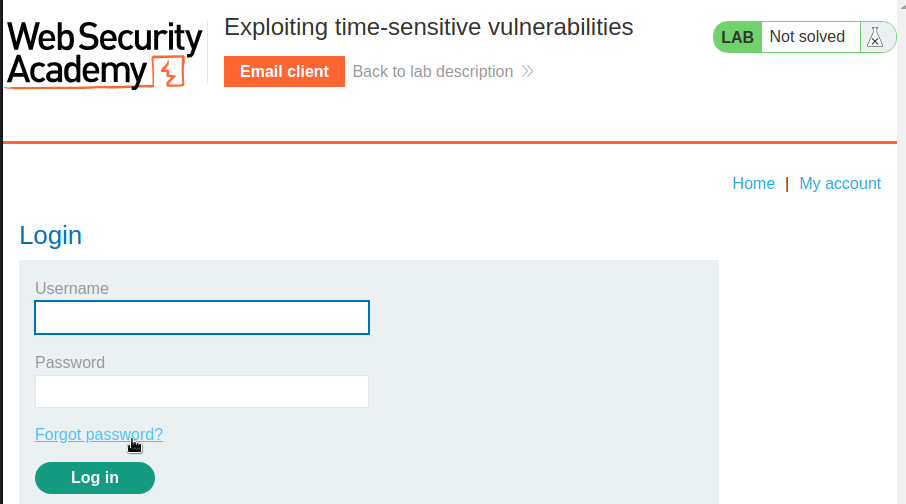 Web Security
Academy
Exploiting time-sensitive vulnerabilities
Email client
Back to lab description
LAB
Not solved
Home | My account
Login
Username
Password
Forgot password?
Log in